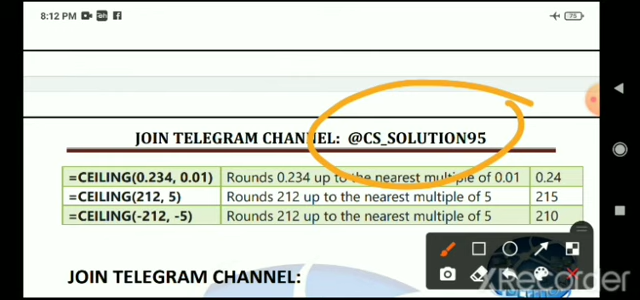 8:12 PM 75
JOIN TELEGRAM CHANNEL: @CS_SOLUTION95
=CEILING(0.234, 0.01) Rounds 0.234 up to the nearest multiple of 0.01 0.24
=CEILING(212, 5) Rounds 212 up to the nearest multiple of 5 215
=CEILING(-212, -5) Rounds 212 up to the nearest multiple of 5 210
JOIN TELEGRAM CHANNEL:
XRecorder